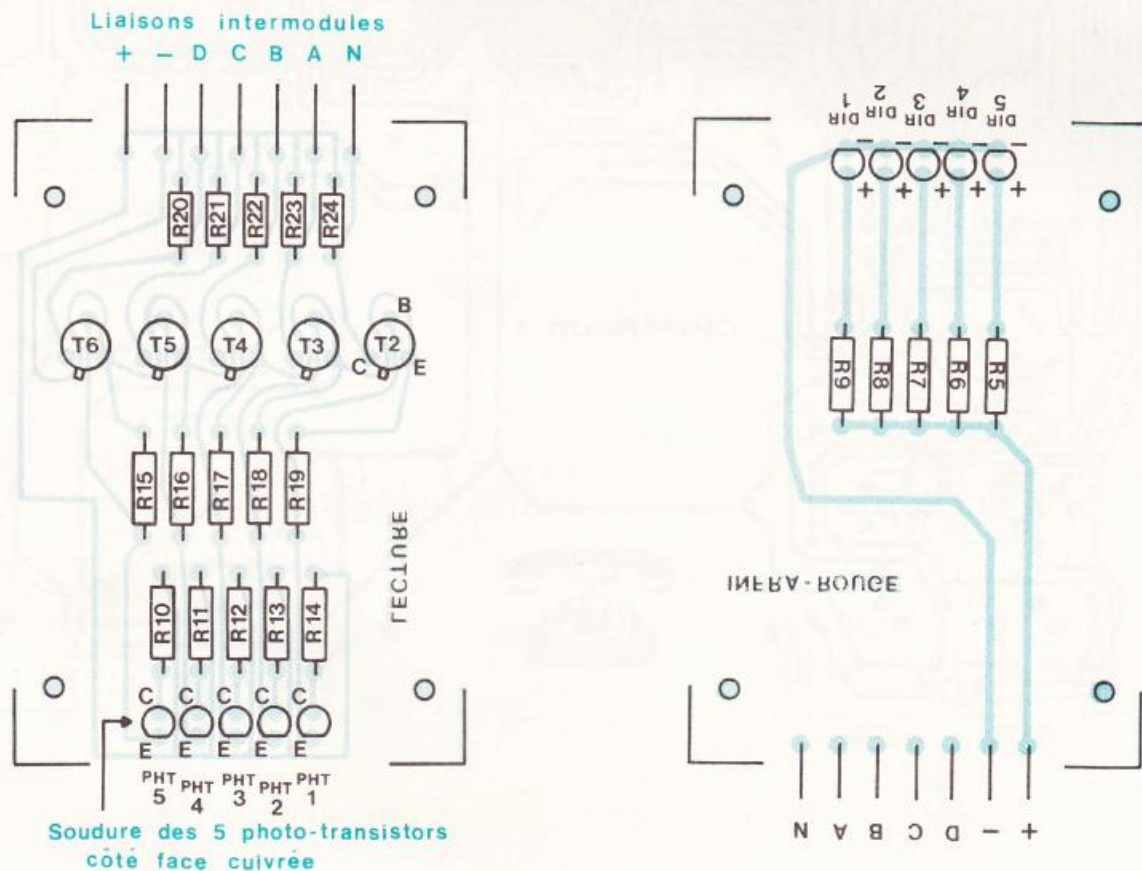 Liaisons intermodules
+ − D C B A N
R20 R21 R22 R23 R24
T6 T5 T4 T3 T2
B
C E
R15 R16 R17 R18 R19
LECTURE
R10 R11 R12 R13 R14
C C C C C
E E E E E
PHT 5 PHT 4 PHT 3 PHT 2 PHT 1
Soudure des 5 photo-transistors
côté face cuivrée
DIR 1 DIR 2 DIR 3 DIR 4 DIR 5
− − − − −
+ + + + +
R9 R8 R7 R6 R5
INFRA-ROUGE
N A B C D − +